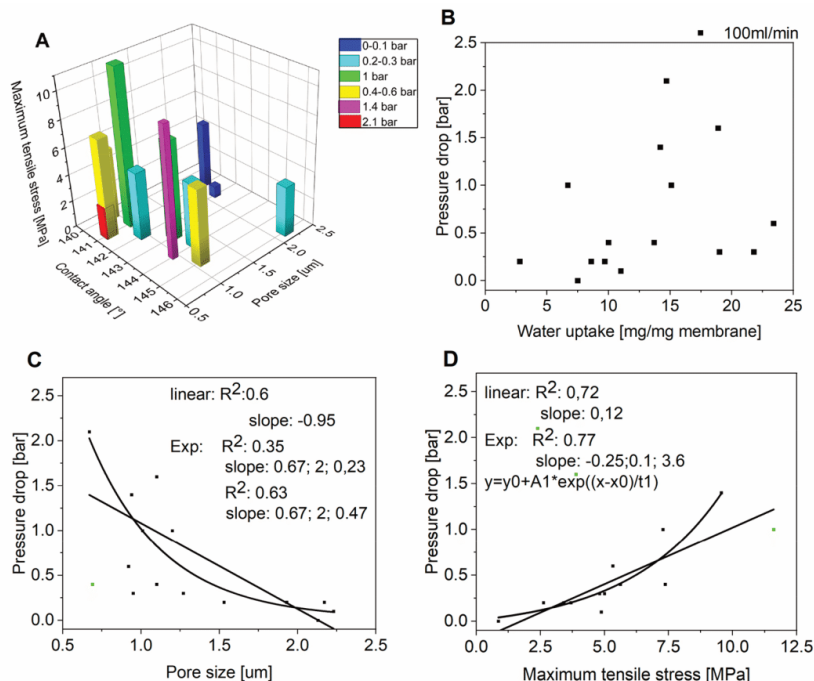 A
0-0.1 bar
0.2-0.3 bar
1 bar
0.4-0.6 bar
1.4 bar
2.1 bar
Maximum tensile stress [MPa]
10
8
6
4
2
0
140
141
142
143
144
145
146
Contact angle [°]
0.5
1.0
1.5
2.0
2.5
Pore size [um]
B
100ml/min
Pressure drop [bar]
2.5
2.0
1.5
1.0
0.5
0.0
0 5 10 15 20 25
Water uptake [mg/mg membrane]
C
linear: R2:0.6
slope: -0.95
Exp: R2: 0.35
slope: 0.67; 2; 0,23
R2: 0.63
slope: 0.67; 2; 0.47
Pressure drop [bar]
2.5
2.0
1.5
1.0
0.5
0.0
0.5 1.0 1.5 2.0 2.5
Pore size [um]
D
linear: R2: 0,72
slope: 0,12
Exp: R2: 0.77
slope: -0.25;0.1; 3.6
y=y0+A1*exp((x-x0)/t1)
Pressure drop [bar]
2.5
2.0
1.5
1.0
0.5
0.0
0.0 2.5 5.0 7.5 10.0 12.5
Maximum tensile stress [MPa]